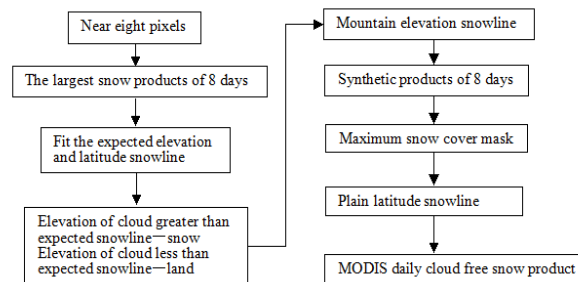 Near eight pixels
The largest snow products of 8 days
Fit the expected elevation
and latitude snowline
Elevation of cloud greater than
expected snowline—snow
Elevation of cloud less than
expected snowline—land
Mountain elevation snowline
Synthetic products of 8 days
Maximum snow cover mask
Plain latitude snowline
MODIS daily cloud free snow product